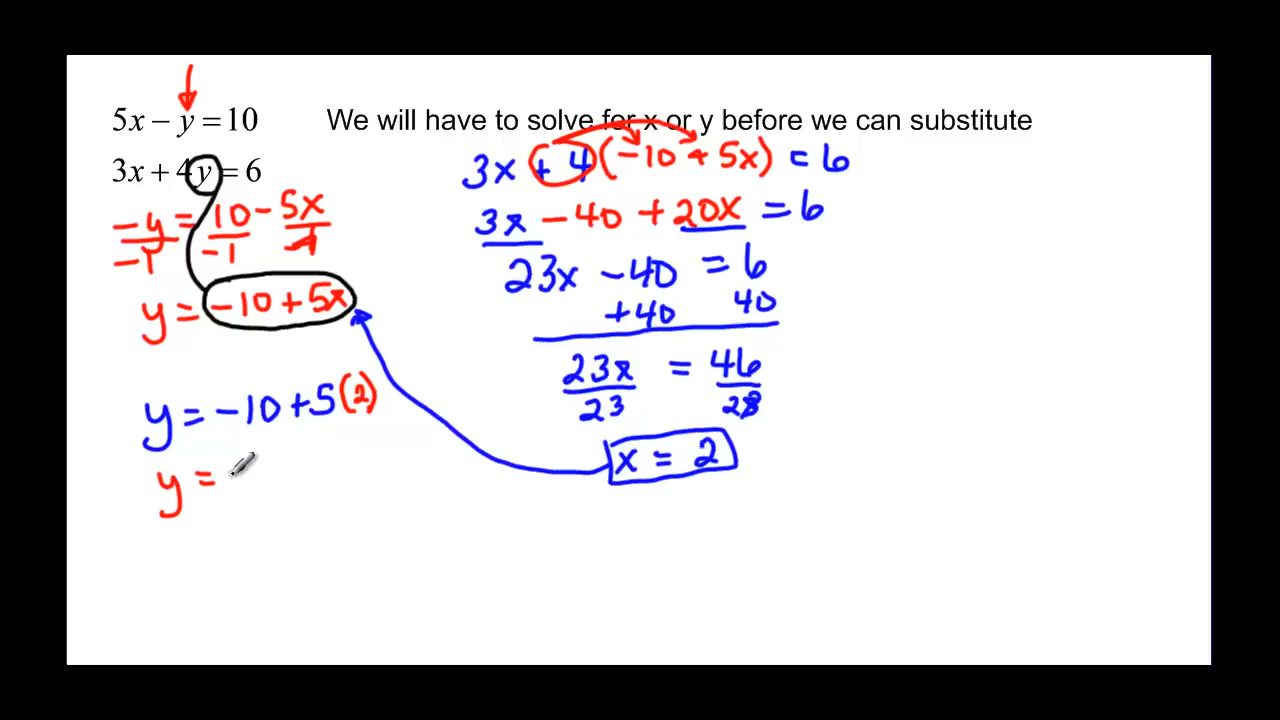 5x − y = 10
We will have to solve for x or y before we can substitute
3x + 4y = 6
-y = 10 - 5x
-1 -1 -1
y = -10 + 5x
y = -10 + 5(2)
y =
3x + 4(-10 + 5x) = 6
3x - 40 + 20x = 6
23x - 40 = 6
+40 40
23x = 46
23 23
x = 2